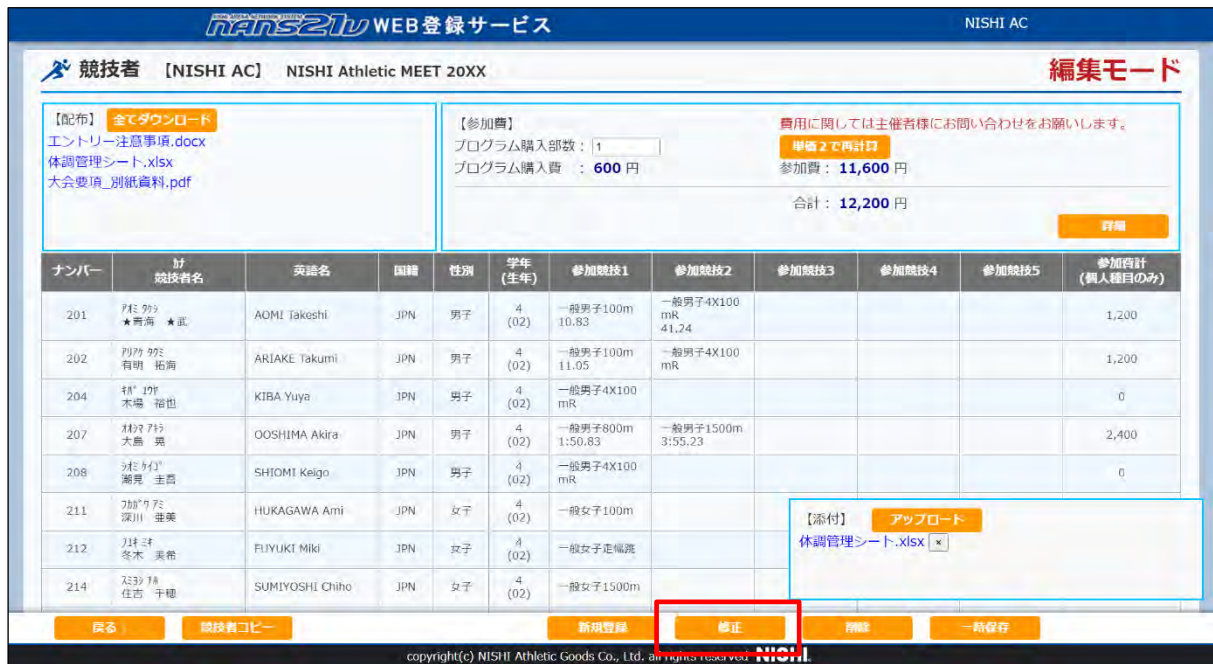 nans21v WEB登録サービス NISHI AC
競技者 【NISHI AC】 NISHI Athletic MEET 20XX 編集モード
【配布】 全てダウンロード
エントリー注意事項.docx
体調管理シート.xlsx
大会要項_別紙資料.pdf
【参加費】
プログラム購入部数： 1
プログラム購入費 ： 600 円
費用に関しては主催者様にお問い合わせをお願いします。
単価2で再計算
参加費： 11,600 円
合計： 12,200 円
詳細
ナンバー ｶﾅ 競技者名 英語名 国籍 性別 学年 (生年) 参加競技1 参加競技2 参加競技3 参加競技4 参加競技5 参加費計 (個人種目のみ)
201 ｱｵﾐ ﾀｹｼ ★青海 ★武 AOMI Takeshi JPN 男子 4 (02) 一般男子100m 10.83 一般男子4X100mR 41.24 1,200
202 ｱﾘｱｹ ﾀｸﾐ 有明 拓海 ARIAKE Takumi JPN 男子 4 (02) 一般男子100m 11.05 一般男子4X100mR 1,200
204 ｷﾊﾞ ﾕｳﾔ 木場 裕也 KIBA Yuya JPN 男子 4 (02) 一般男子4X100mR 0
207 ｵｵｼﾏ ｱｷﾗ 大島 晃 OOSHIMA Akira JPN 男子 4 (02) 一般男子800m 1:50.83 一般男子1500m 3:55.23 2,400
208 ｼｵﾐ ｹｲｺﾞ 潮見 圭吾 SHIOMI Keigo JPN 男子 4 (02) 一般男子4X100mR 0
211 ﾌｶｶﾞﾜ ｱﾐ 深川 亜美 HUKAGAWA Ami JPN 女子 4 (02) 一般女子100m
212 ﾌﾕｷ ﾐｷ 冬木 美希 FUYUKI Miki JPN 女子 4 (02) 一般女子走幅跳
214 ｽﾐﾖｼ ﾁﾎ 住吉 千穂 SUMIYOSHI Chiho JPN 女子 4 (02) 一般女子1500m
【添付】 アップロード
体調管理シート.xlsx ×
戻る 競技者コピー 新規登録 修正 削除 一時保存
copyright(c) NISHI Athletic Goods Co., Ltd. all rights reserved NISHI.